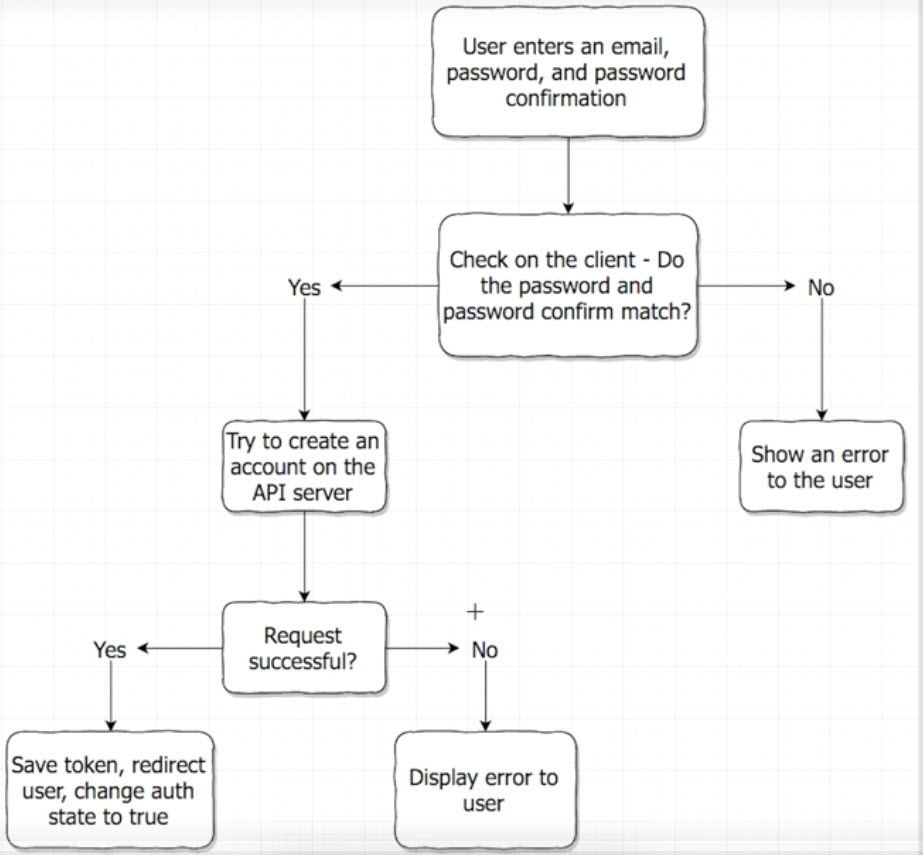 User enters an email,
password, and password
confirmation
Check on the client - Do
the password and
password confirm match?
Yes
No
Try to create an
account on the
API server
Show an error
to the user
Request
successful?
Yes
No
Save token, redirect
user, change auth
state to true
Display error to
user